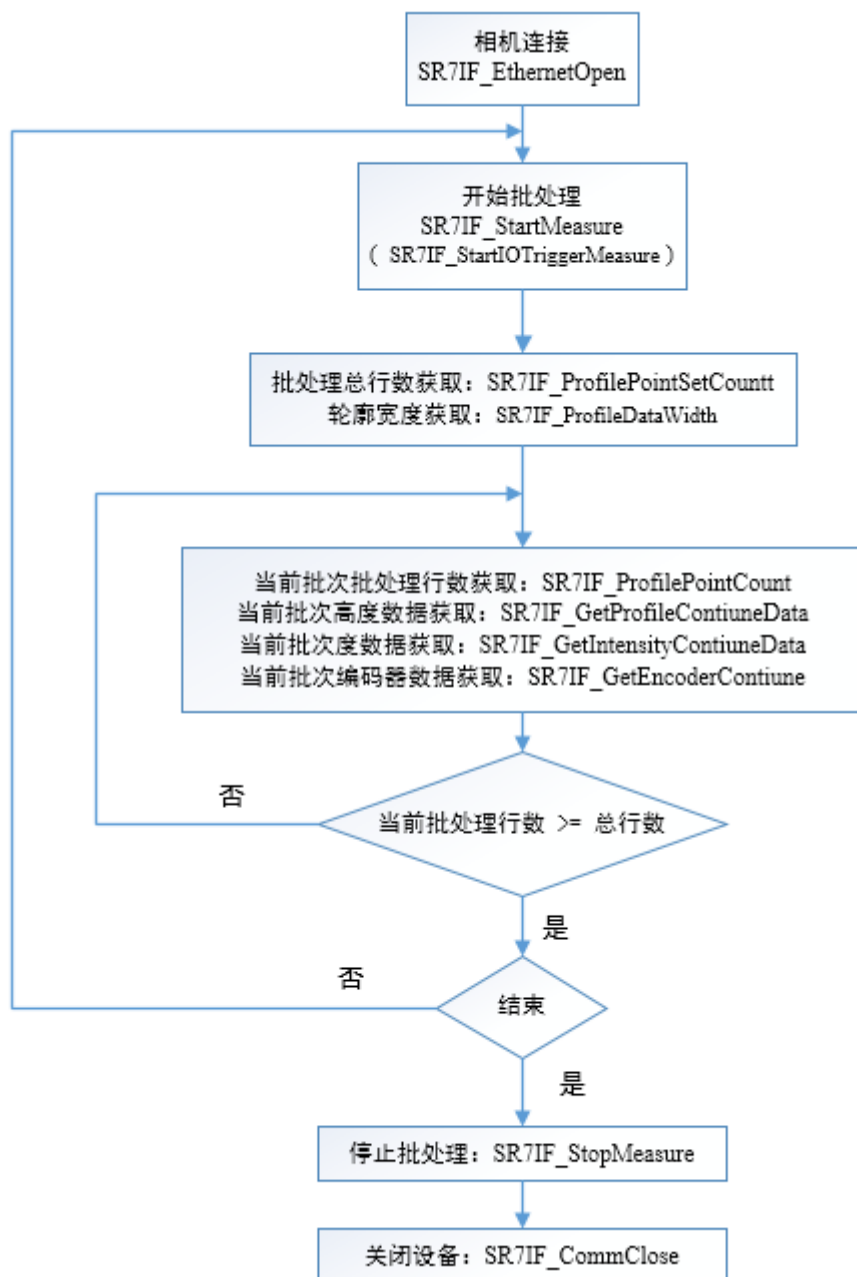 相机连接
SR7IF_EthernetOpen
开始批处理
SR7IF_StartMeasure
（ SR7IF_StartIOTriggerMeasure ）
批处理总行数获取：SR7IF_ProfilePointSetCountt
轮廓宽度获取：SR7IF_ProfileDataWidth
当前批次批处理行数获取：SR7IF_ProfilePointCount
当前批次高度数据获取：SR7IF_GetProfileContiuneData
当前批次度数据获取：SR7IF_GetIntensityContiuneData
当前批次编码器数据获取：SR7IF_GetEncoderContiune
否
当前批处理行数 >= 总行数
是
否
结束
是
停止批处理：SR7IF_StopMeasure
关闭设备：SR7IF_CommClose